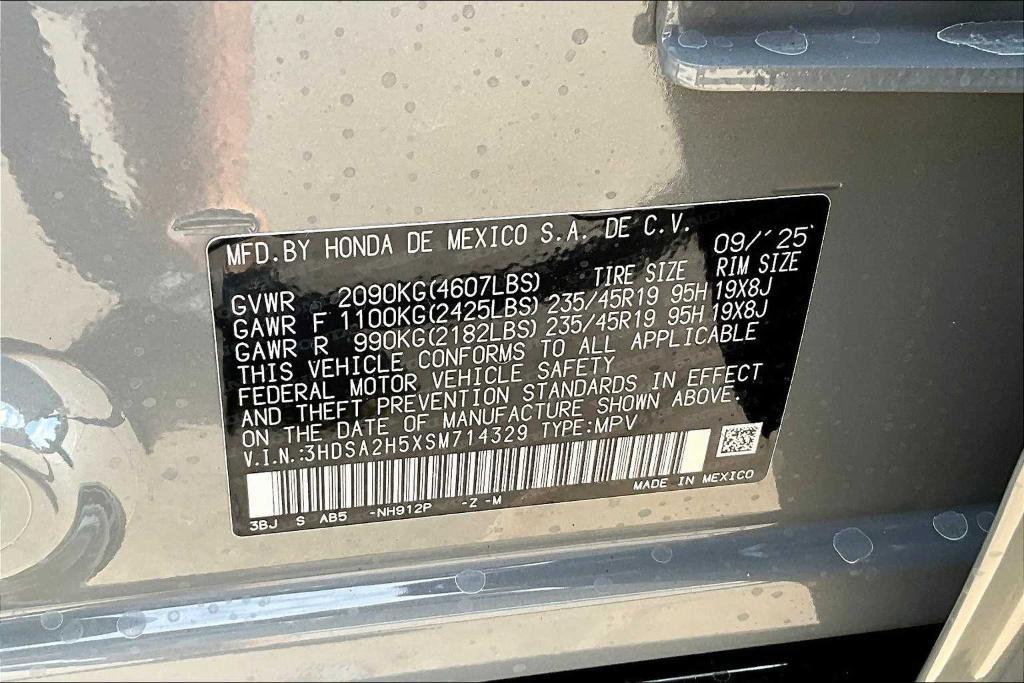 MFD.BY HONDA DE MEXICO S.A. DE C.V. 09/'25
GVWR 2090KG(4607LBS) TIRE SIZE RIM SIZE
GAWR F 1100KG(2425LBS) 235/45R19 95H 19X8J
GAWR R 990KG(2182LBS) 235/45R19 95H 19X8J
THIS VEHICLE CONFORMS TO ALL APPLICABLE
FEDERAL MOTOR VEHICLE SAFETY
AND THEFT PREVENTION STANDARDS IN EFFECT
ON THE DATE OF MANUFACTURE SHOWN ABOVE.
V.I.N.:3HDSA2H5XSM714329 TYPE:MPV
3BJ S AB5 -NH912P -Z -M MADE IN MEXICO